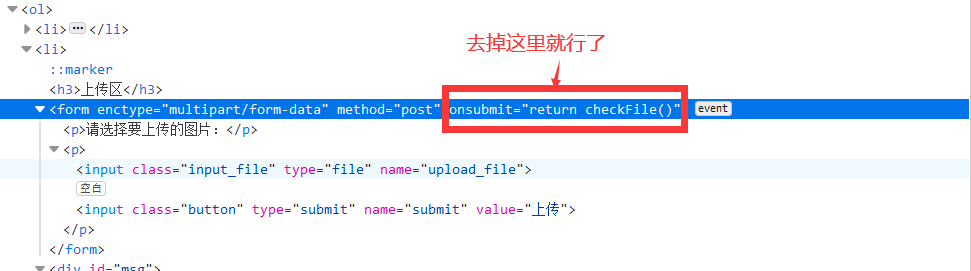 <ol>
<li>⋯</li>
<li>
去掉这里就行了
::marker
<h3>上传区</h3>
<form enctype="multipart/form-data" method="post" onsubmit="return checkFile()" event
<p>请选择要上传的图片：</p>
<p>
<input class="input_file" type="file" name="upload_file">
空白
<input class="button" type="submit" name="submit" value="上传">
</p>
</form>
<div id="msg">